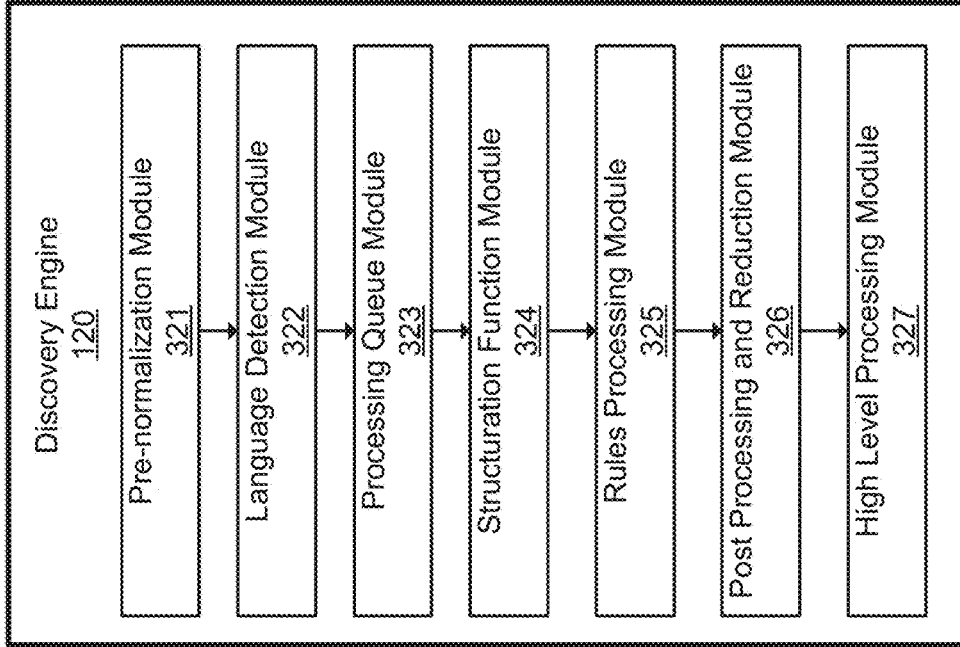 Discovery Engine
120
Pre-normalization Module
321
Language Detection Module
322
Processing Queue Module
323
Structuration Function Module
324
Rules Processing Module
325
Post Processing and Reduction Module
326
High Level Processing Module
327